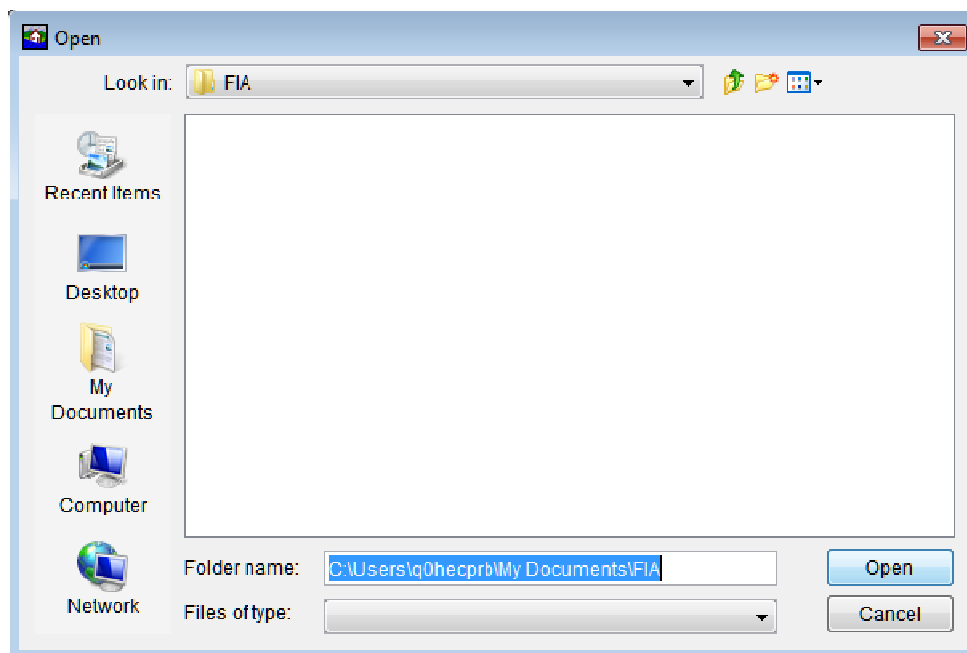 Open
Look in: FIA
Recent Items
Desktop
My
Documents
Computer
Network
Folder name: C:\Users\q0hecprb\My Documents\FIA
Open
Files of type:
Cancel